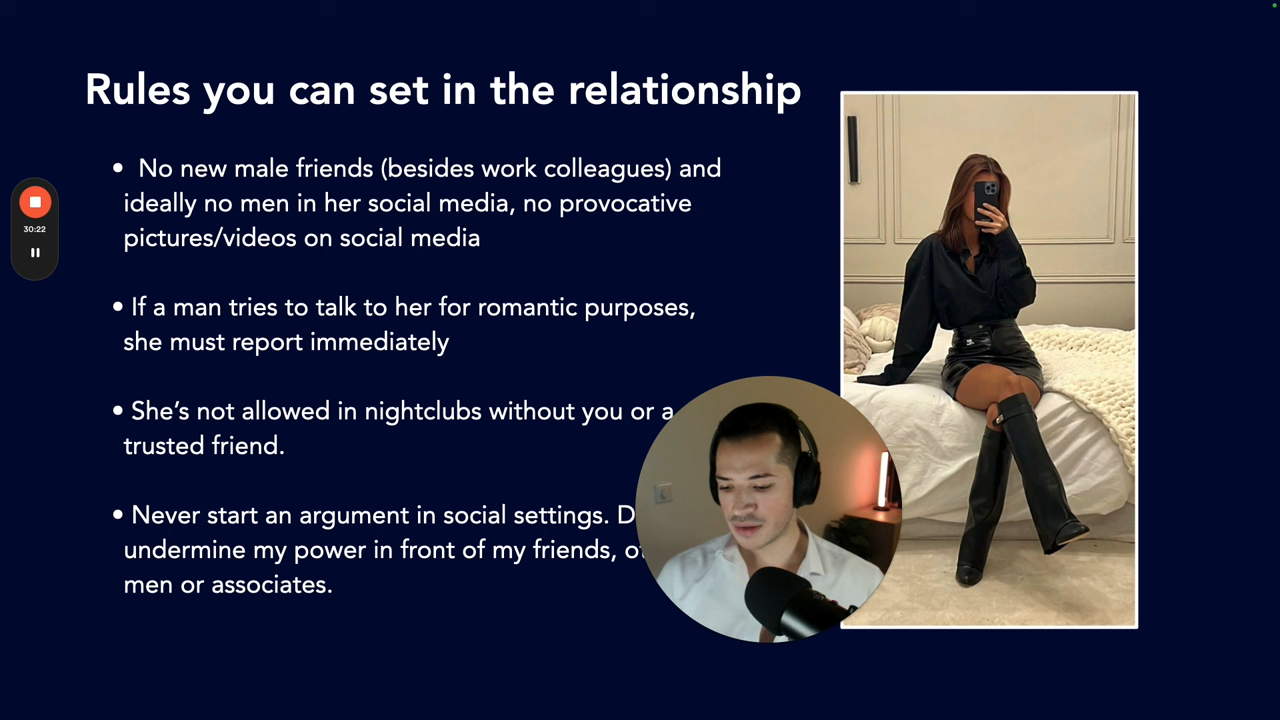 Rules you can set in the relationship
• No new male friends (besides work colleagues) and
ideally no men in her social media, no provocative
pictures/videos on social media
• If a man tries to talk to her for romantic purposes,
she must report immediately
• She’s not allowed in nightclubs without you or a
trusted friend.
• Never start an argument in social settings.
undermine my power in front of my friends,
men or associates.
30:22